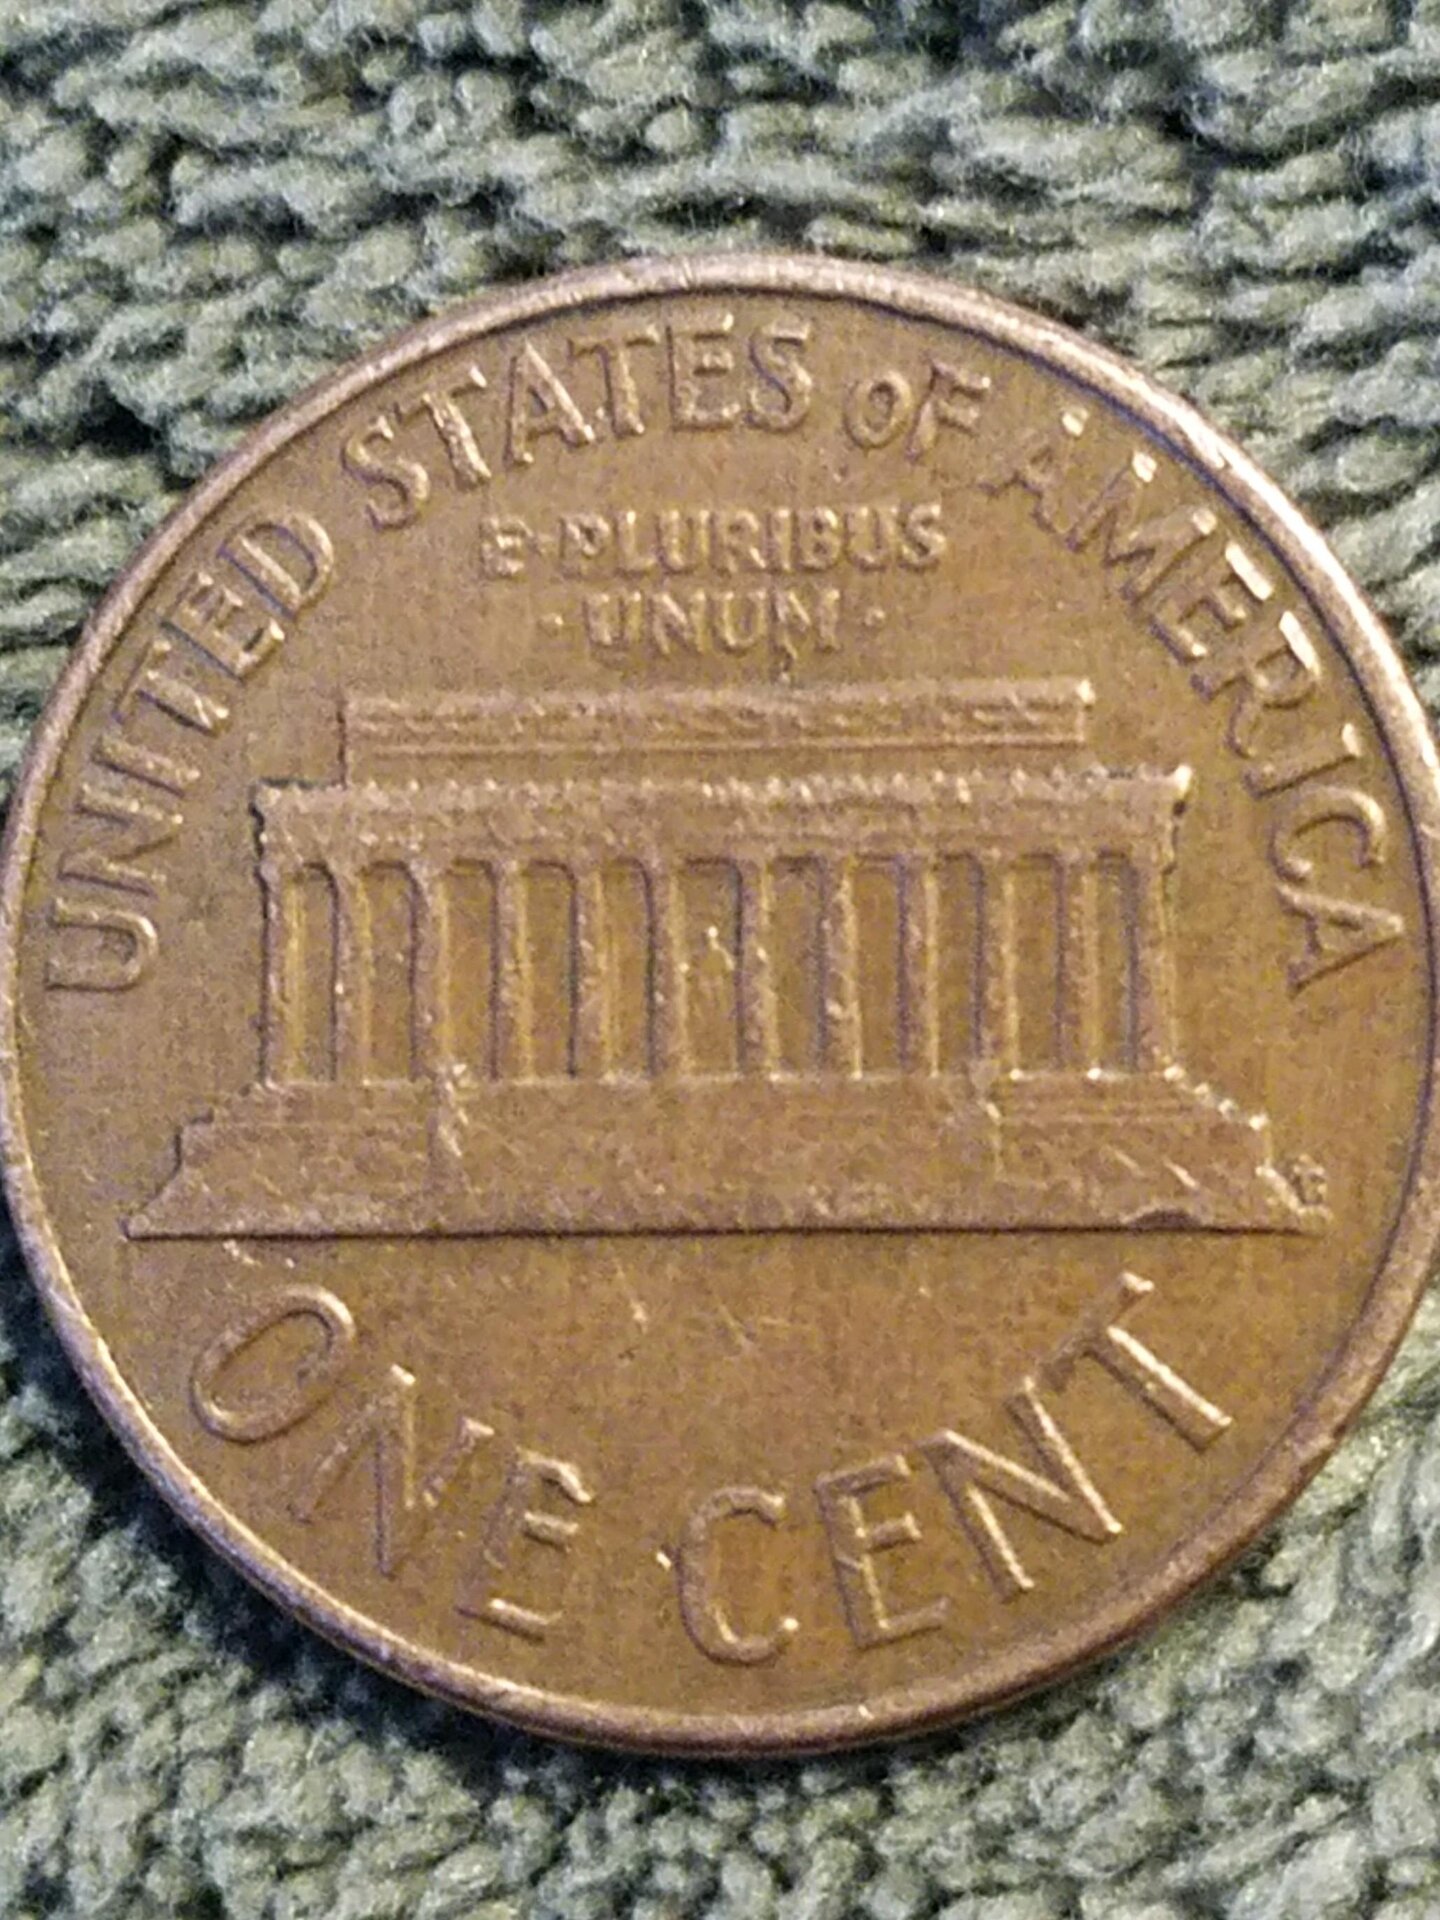 UNITED STATES OF AMERICA
E·PLURIBUS
·UNUM·
ONE CENT